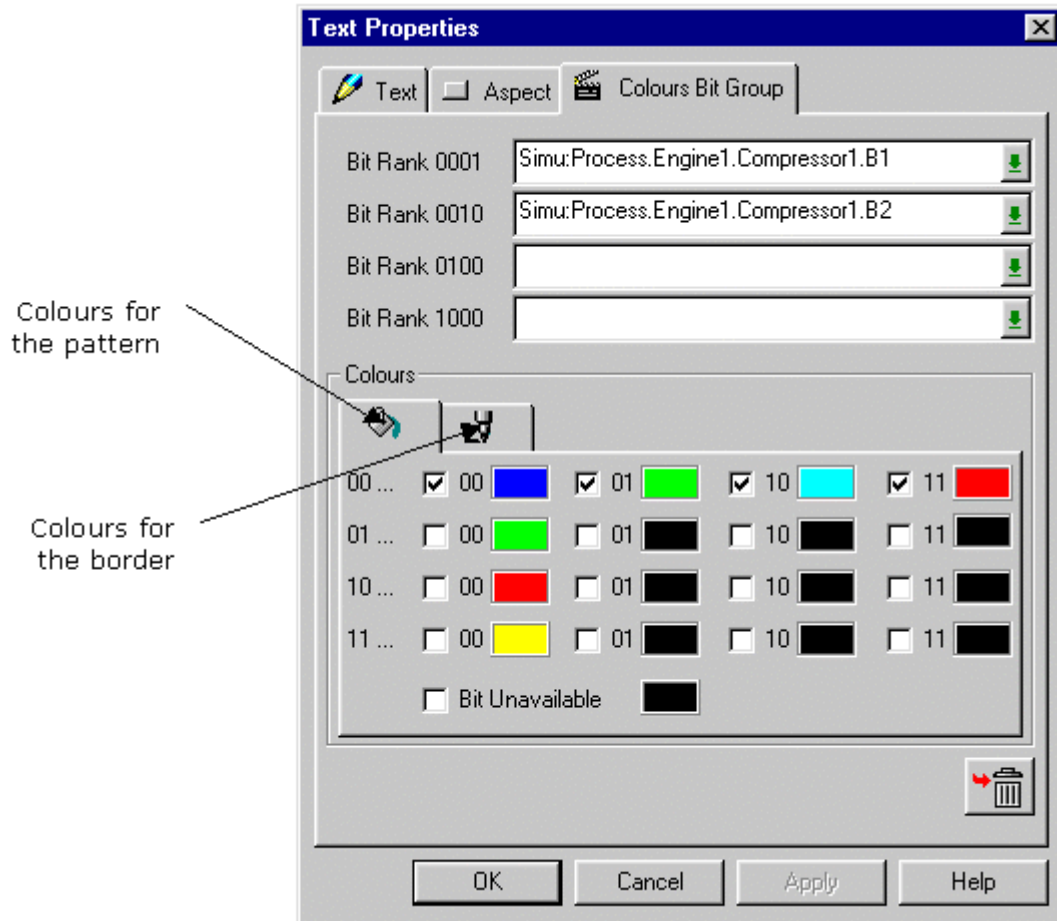 Text Properties
Text Aspect Colours Bit Group
Bit Rank 0001 Simu:Process.Engine1.Compressor1.B1
Bit Rank 0010 Simu:Process.Engine1.Compressor1.B2
Bit Rank 0100
Bit Rank 1000
Colours for
the pattern
Colours
00 ... 00 01 10 11
Colours for
the border
01 ... 00 01 10 11
10 ... 00 01 10 11
11 ... 00 01 10 11
Bit Unavailable
OK Cancel Apply Help